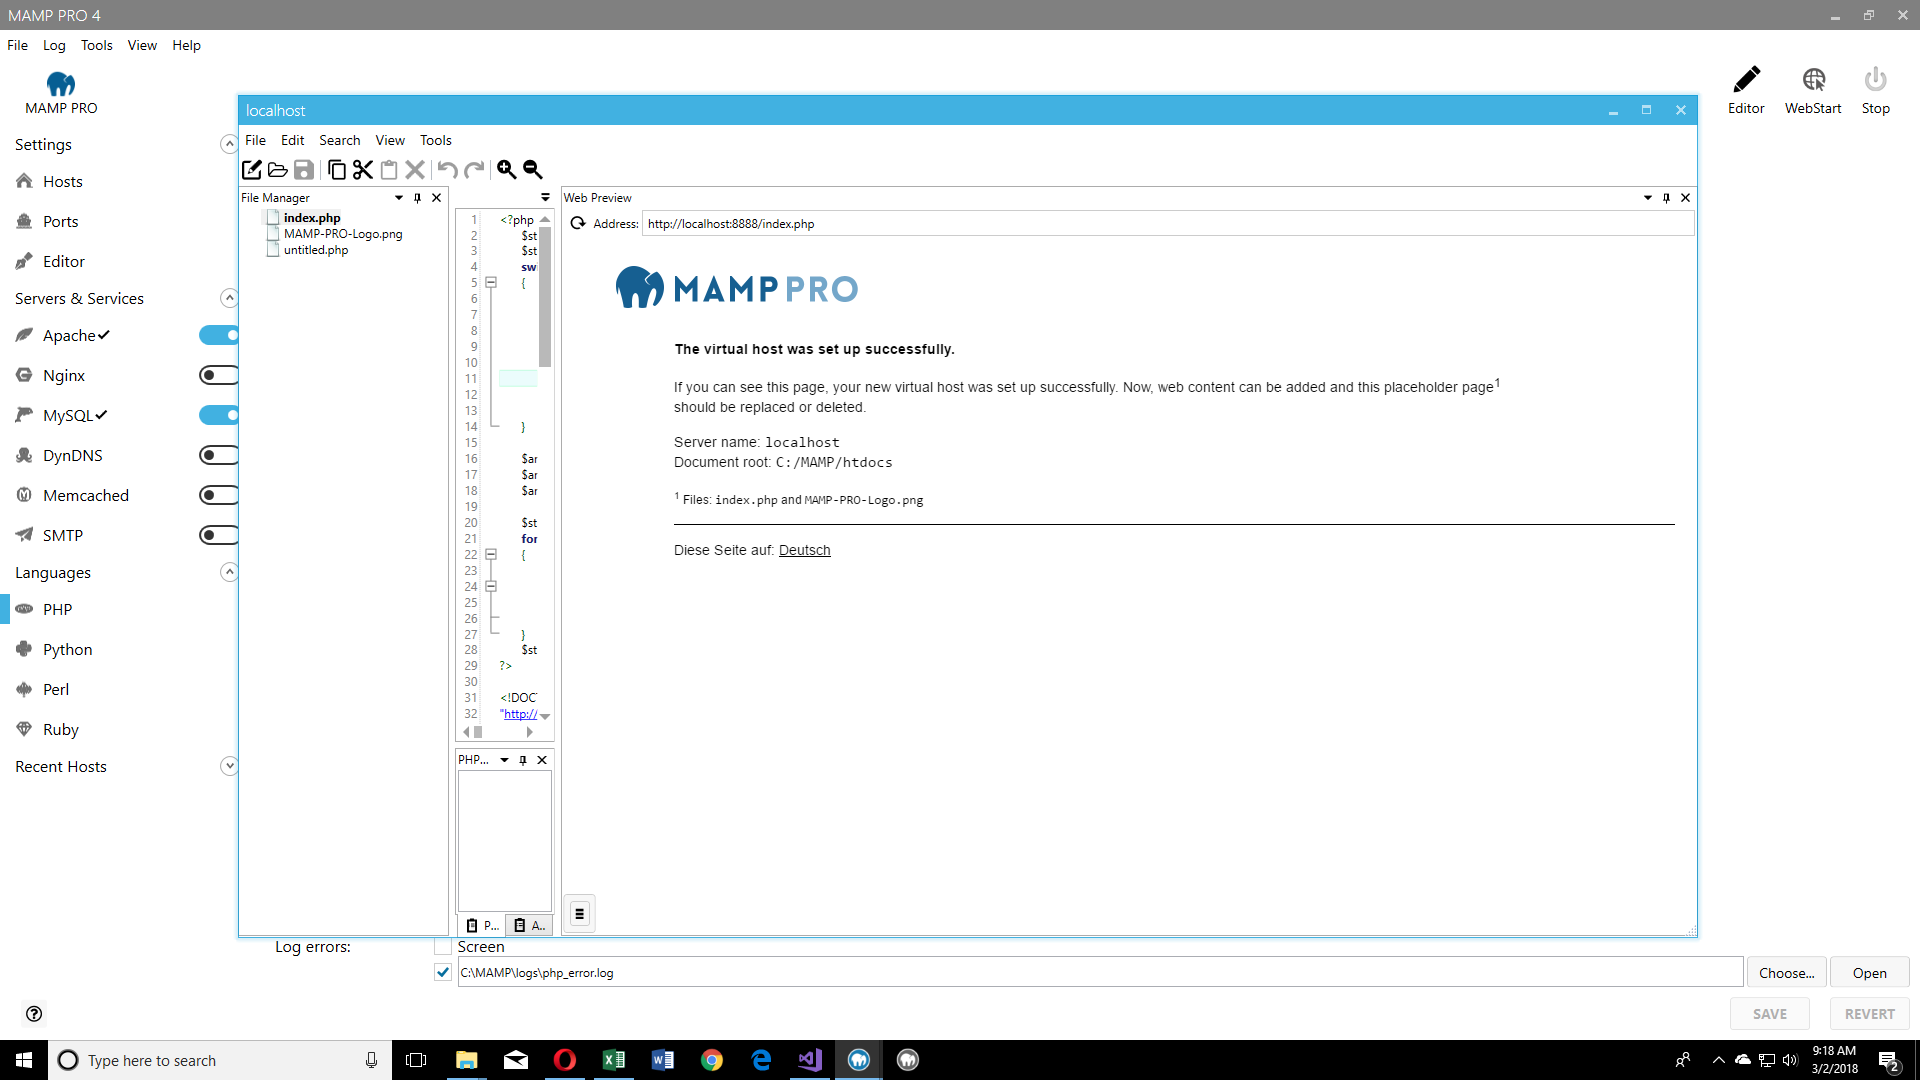 MAMP PRO 4
File Log Tools View Help
MAMP PRO
Editor
WebStart
Stop
Settings
Hosts
Ports
Editor
Servers & Services
Apache
Nginx
MySQL
DynDNS
Memcached
SMTP
Languages
PHP
Python
Perl
Ruby
Recent Hosts
localhost
File Edit Search View Tools
File Manager
index.php
MAMP-PRO-Logo.png
untitled.php
1 <?php
2 $st
3 $st
4 swi
5 {
6
7
8
9
10
11
12
13
14 }
15
16 $ar
17 $ar
18 $ar
19
20 $st
21 for
22 {
23
24
25
26
27 }
28 $st
29 ?>
30
31 <!DOCT
32 "http://
PHP...
P...
A..
Web Preview
Address: http://localhost:8888/index.php
MAMP PRO
The virtual host was set up successfully.
If you can see this page, your new virtual host was set up successfully. Now, web content can be added and this placeholder page1
should be replaced or deleted.
Server name: localhost
Document root: C:/MAMP/htdocs
1 Files: index.php and MAMP-PRO-Logo.png
Diese Seite auf: Deutsch
Log errors:
Screen
C:\MAMP\logs\php_error.log
Choose...
Open
SAVE
REVERT
Type here to search
9:18 AM
3/2/2018
2